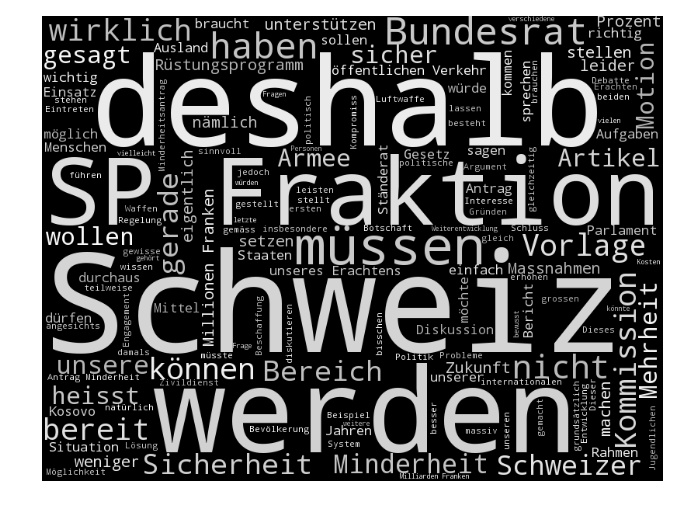 wirklich
braucht
unterstützen
Bundesrat
verschiedene
Prozent
richtig
gesagt
Ausland
haben
sollen
sicher
stellen
leider
Motion
wichtig
Rüstungsprogramm
öffentlichen Verkehr
kommen
sprechen
brauchen
Debatte
Erachten
beiden
Einsatz
deshalb
würde
stehen
Eintreten
Fragen
Luftwaffe
lassen
vielen
möglich
nämlich
politisch
Kompromiss
besteht
Aufgaben
Menschen
Minderheitsantrag
Personen
vielleicht
sinnvoll
Armee
ständerat
Gesetz
sagen
Artikel
politische
Argument
gleichzeitig
führen
SP Fraktion
jedoch
würden
leisten
Antrag
Waffen
gerade
eigentlich
gestellt
stellt
Interesse
Regelung
letzte
ersten
Gründen
gemäss
insbesondere
Botschaft
Weiterentwicklung
Schluss
Parlament
wollen
Millionen Franken
setzen
müssen
gleich
Vorlage
gewisse
gehört
Staaten
Kosten
wissen
unseres Erachtens
einfach
Massnahmen
durchaus
teilweise
Mittel
Schweiz
möchte
erhöhen
bewusst
Bericht
grossen
Kommission
Mehrheit
dürfen
Engagement
Beschaffung
diskutieren
bisschen
Diskussion
Dieses
könnte
angesichts
damals
müsste
Frage
Politik
Probleme
unsere
können
Bereich
Zukunft
nicht
Antrag Minderheit
Zivildienst
unserer
internationalen
grundsätzlich
Entwicklung
Dieser
machen
heisst
werden
Kosovo
natürlich
Beispiel
weitere
besser
unseren
gemacht
bereit
Bevölkerung
Jahren
massiv
Rahmen
Jugendlichen
Situation
Lösung
System
weniger
Sicherheit
Minderheit
Schweizer
Möglichkeit
Milliarden Franken